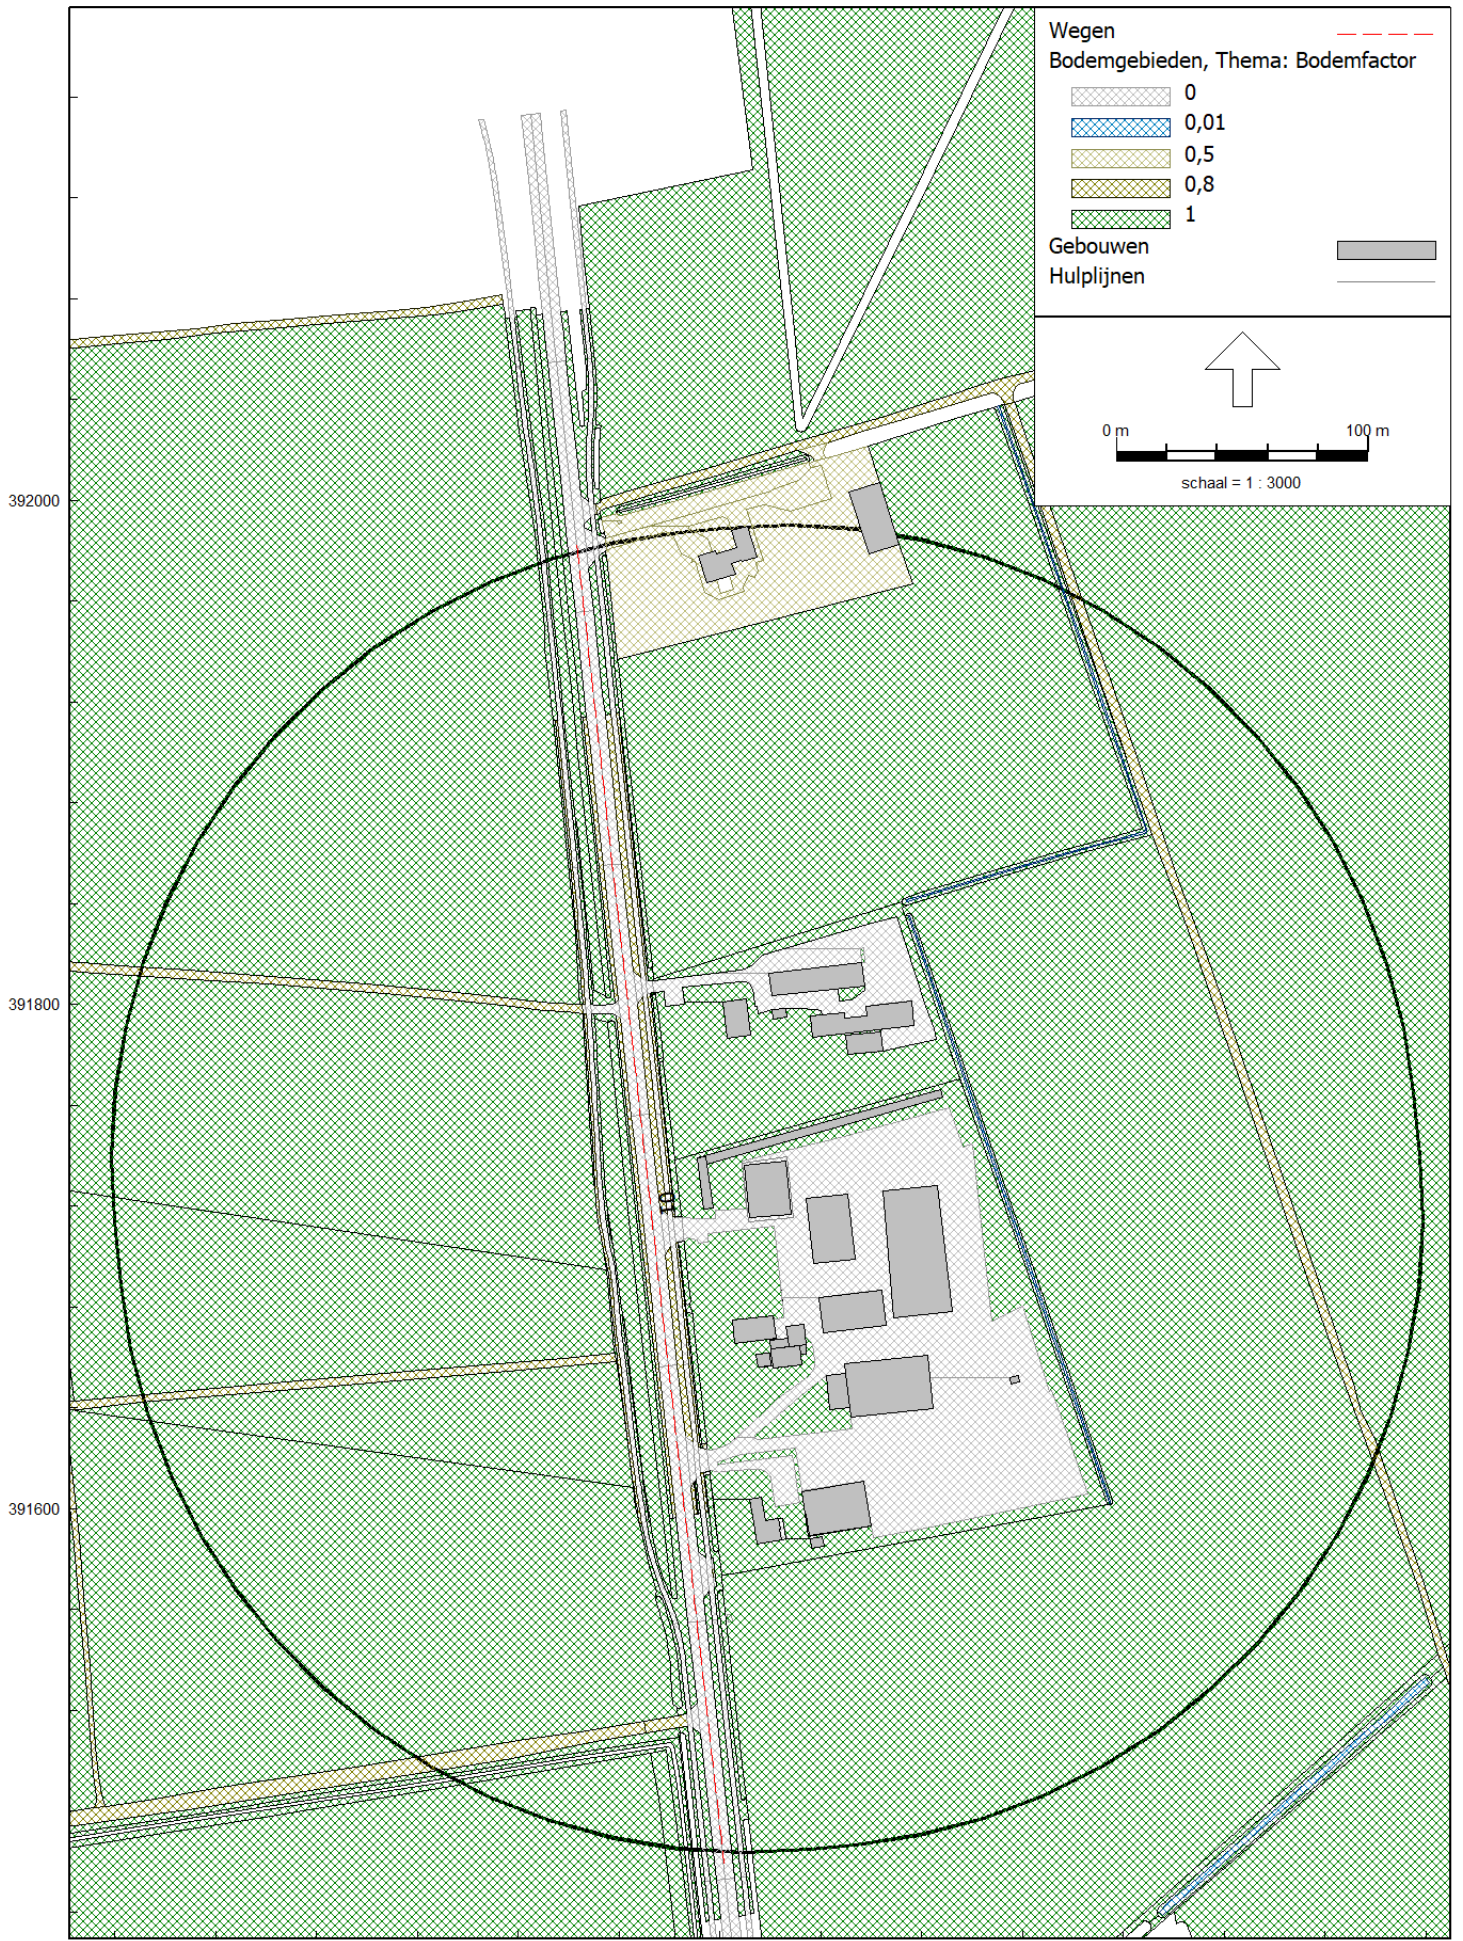 Wegen
Bodemgebieden, Thema: Bodemfactor
0
0,01
0,5
0,8
1
Gebouwen
Hulplijnen
0 m 100 m
schaal = 1 : 3000
392000
391800
01
391600